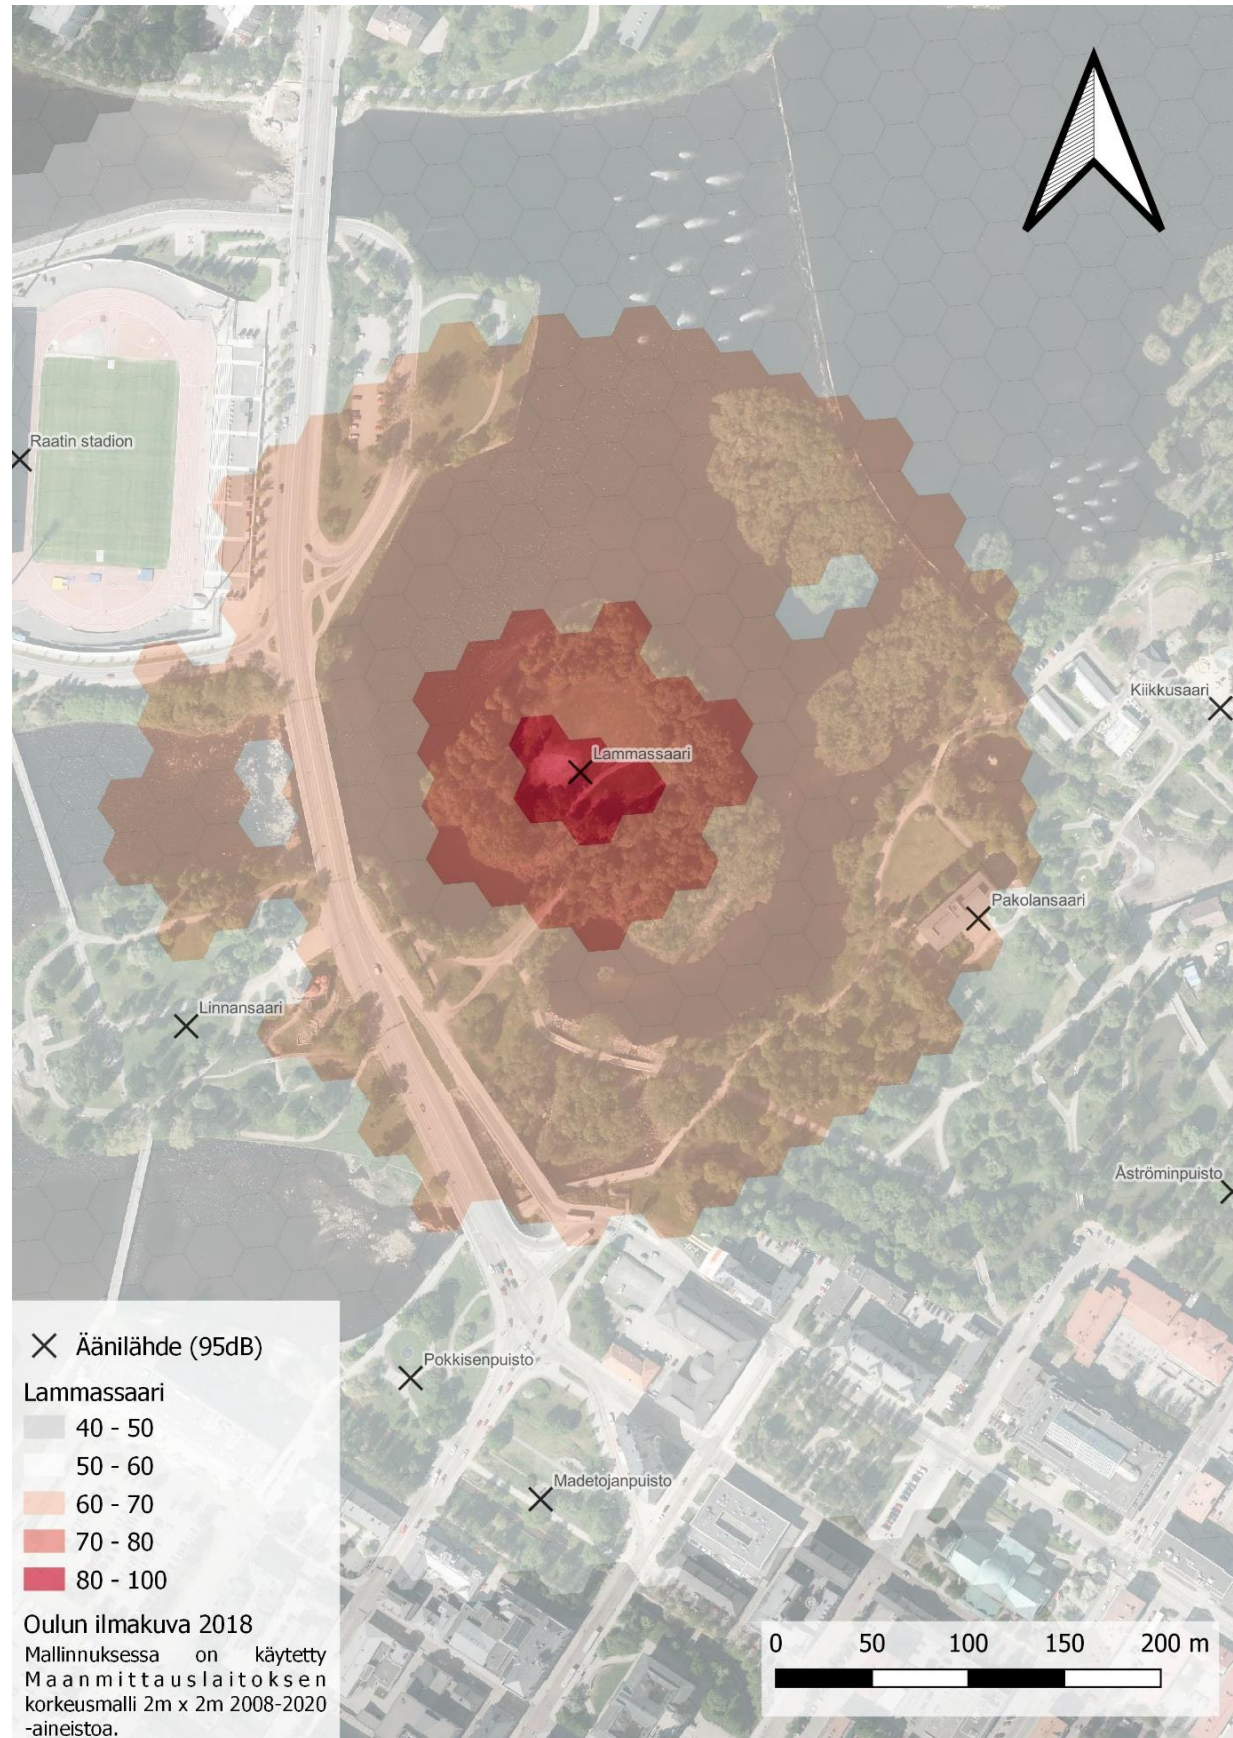 Raatin stadion
Kiikkusaari
Lammassaari
Pakolansaari
Linnansaari
Åströminpuisto
Pokkisenpuisto
Madetojanpuisto
Äänilähde (95dB)
Lammassaari
40 - 50
50 - 60
60 - 70
70 - 80
80 - 100
Oulun ilmakuva 2018
Mallinnuksessa on käytetty
Maanmittauslaitoksen
korkeusmalli 2m x 2m 2008-2020
-aineistoa.
0 50 100 150 200 m